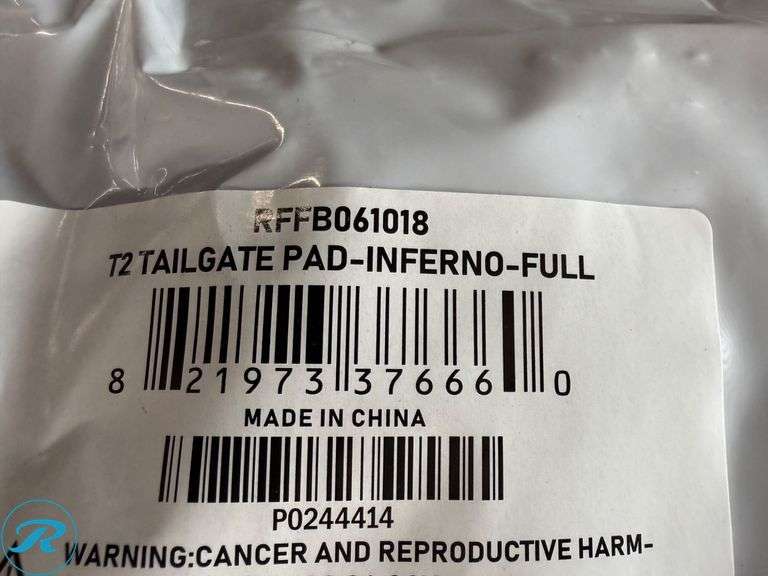 RFFB061018
T2 TAILGATE PAD-INFERNO-FULL
8 21973 37666 0
MADE IN CHINA
P0244414
WARNING:CANCER AND REPRODUCTIVE HARM-